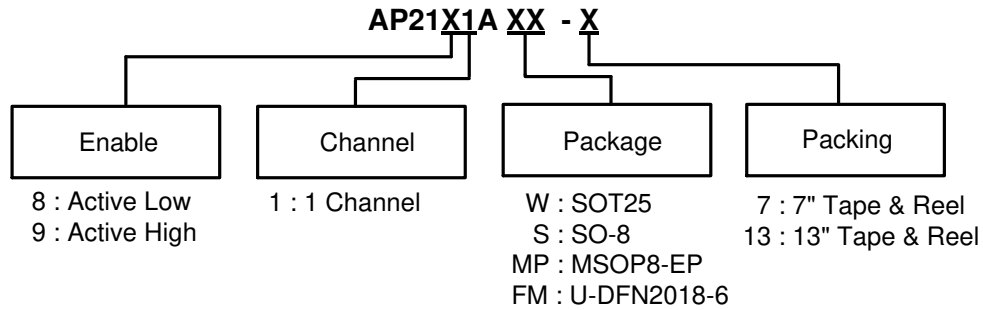 AP21X1A XX - X
Enable
Channel
Package
Packing
8 : Active Low
9 : Active High
1 : 1 Channel
W : SOT25
S : SO-8
MP : MSOP8-EP
FM : U-DFN2018-6
7 : 7" Tape & Reel
13 : 13" Tape & Reel